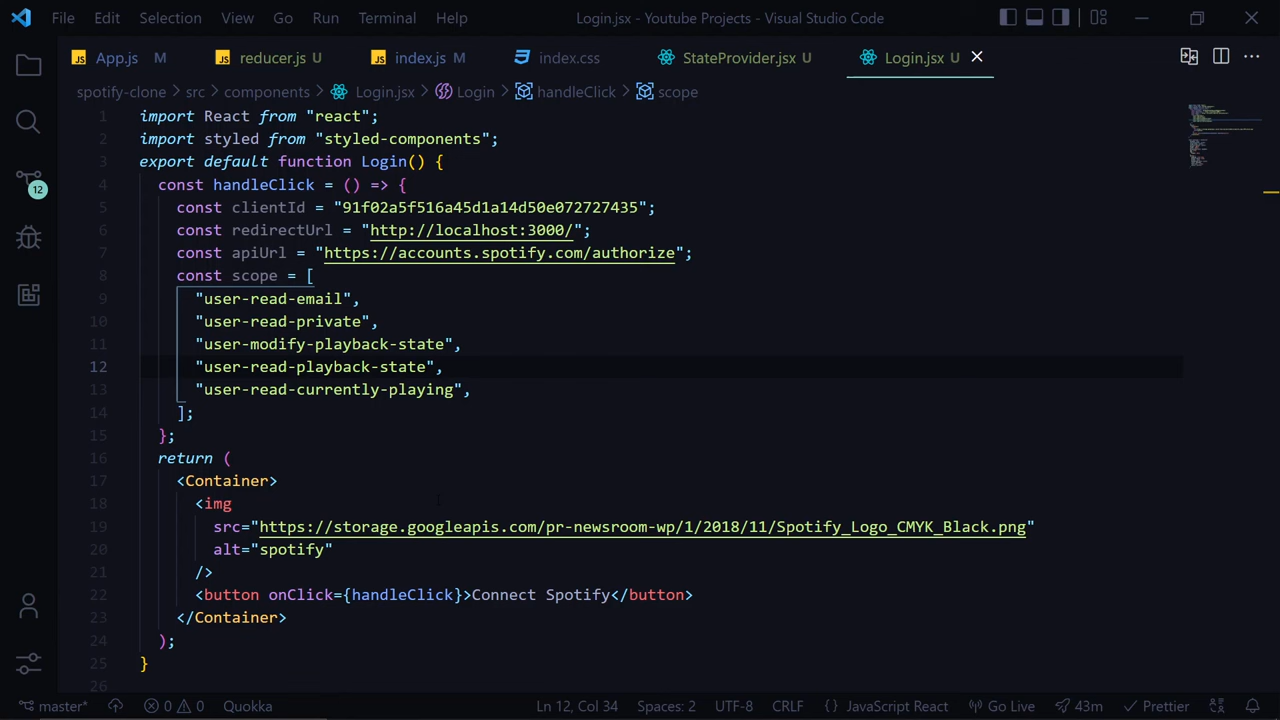 File Edit Selection View Go Run Terminal Help Login.jsx - Youtube Projects - Visual Studio Code
JS App.js M JS reducer.js U JS index.js M index.css StateProvider.jsx U Login.jsx U
spotify-clone > src > components > Login.jsx > Login > handleClick > scope
1 import React from "react";
2 import styled from "styled-components";
3 export default function Login() {
4 const handleClick = () => {
5 const clientId = "91f02a5f516a45d1a14d50e072727435";
6 const redirectUrl = "http://localhost:3000/";
7 const apiUrl = "https://accounts.spotify.com/authorize";
8 const scope = [
9 "user-read-email",
10 "user-read-private",
11 "user-modify-playback-state",
12 "user-read-playback-state",
13 "user-read-currently-playing",
14 ];
15 };
16 return (
17 <Container>
18 <img
19 src="https://storage.googleapis.com/pr-newsroom-wp/1/2018/11/Spotify_Logo_CMYK_Black.png"
20 alt="spotify"
21 />
22 <button onClick={handleClick}>Connect Spotify</button>
23 </Container>
24 );
25 }
26
12
master* 0 0 Quokka Ln 12, Col 34 Spaces: 2 UTF-8 CRLF {} JavaScript React Go Live 43m Prettier